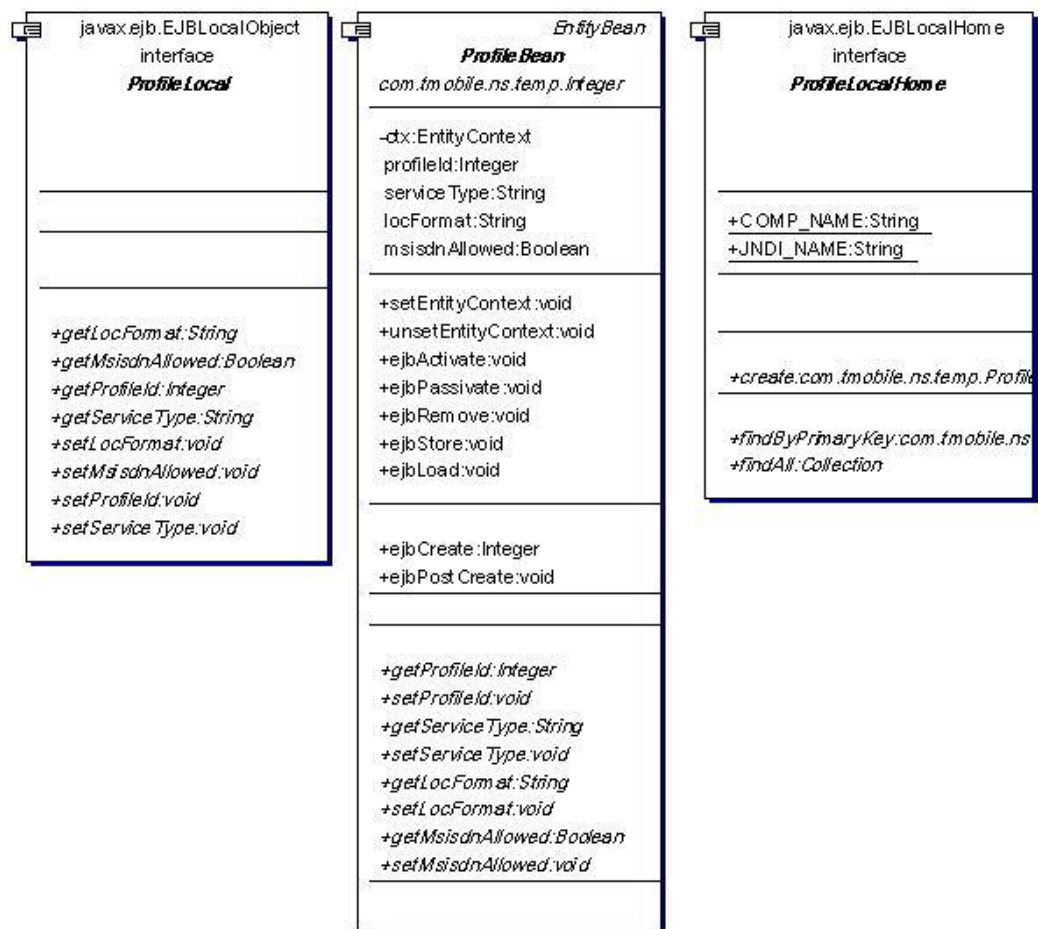 javax.ejb.EJBLocalObject
interface
ProfileLocal
+getLocFormat:String
+getMsisdnAllowed:Boolean
+getProfileId:Integer
+getServiceType:String
+setLocFormat:void
+setMsisdnAllowed:void
+setProfileId:void
+setServiceType:void
EntityBean
ProfileBean
com.tmobile.ns.temp.Integer
-ctx:EntityContext
profileId:Integer
serviceType:String
locFormat:String
msisdnAllowed:Boolean
+setEntityContext:void
+unsetEntityContext:void
+ejbActivate:void
+ejbPassivate:void
+ejbRemove:void
+ejbStore:void
+ejbLoad:void
+ejbCreate:Integer
+ejbPostCreate:void
+getProfileId:Integer
+setProfileId:void
+getServiceType:String
+setServiceType:void
+getLocFormat:String
+setLocFormat:void
+getMsisdnAllowed:Boolean
+setMsisdnAllowed:void
javax.ejb.EJBLocalHome
interface
ProfileLocalHome
+COMP_NAME:String
+JNDI_NAME:String
+create:com.tmobile.ns.temp.Profile
+findByPrimaryKey:com.tmobile.ns
+findAll:Collection